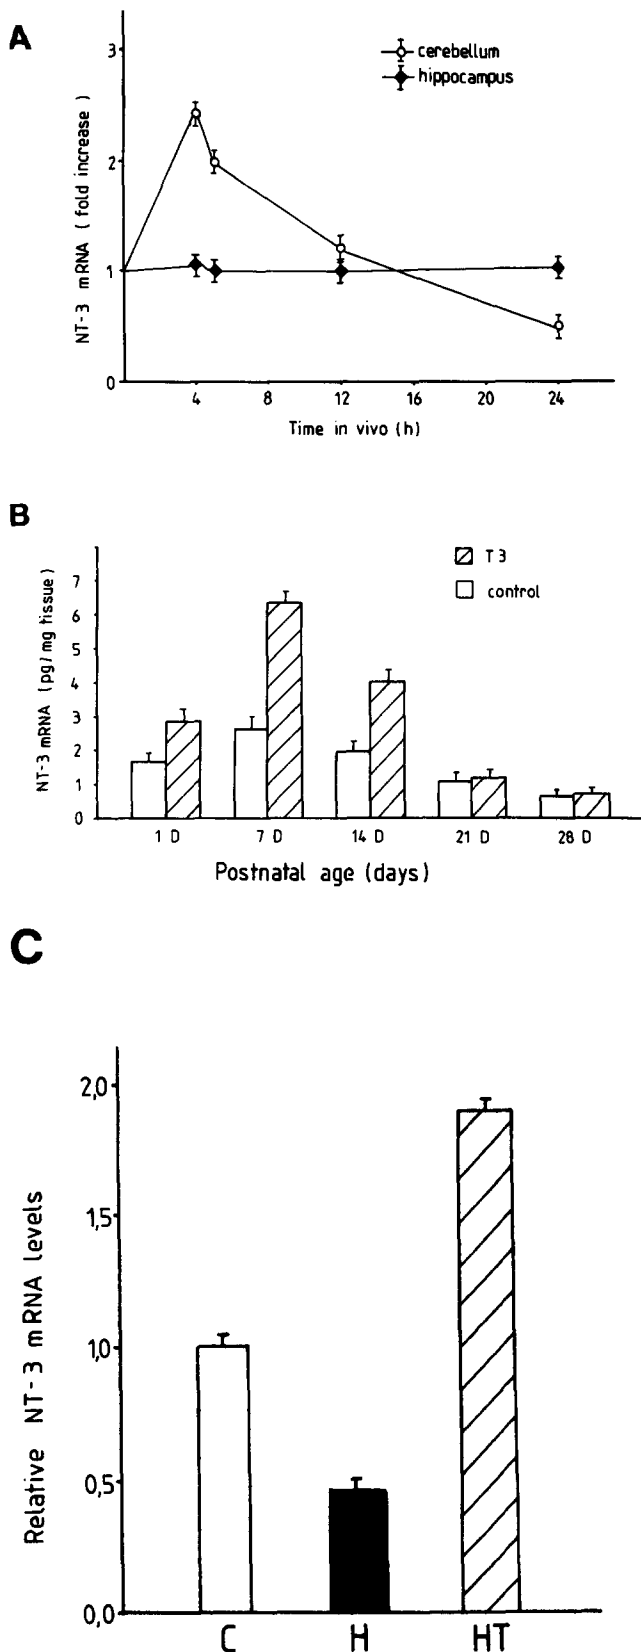 A
cerebellum
hippocampus
NT-3 mRNA (fold increase)
3
2
1
0
4 8 12 16 20 24
Time in vivo (h)
B
T3
control
NT-3 mRNA (pg/mg tissue)
7
6
5
4
3
2
1
0
1 D 7 D 14 D 21 D 28 D
Postnatal age (days)
C
Relative NT-3 mRNA levels
2,0
1,5
1,0
0,5
0,0
C H HT